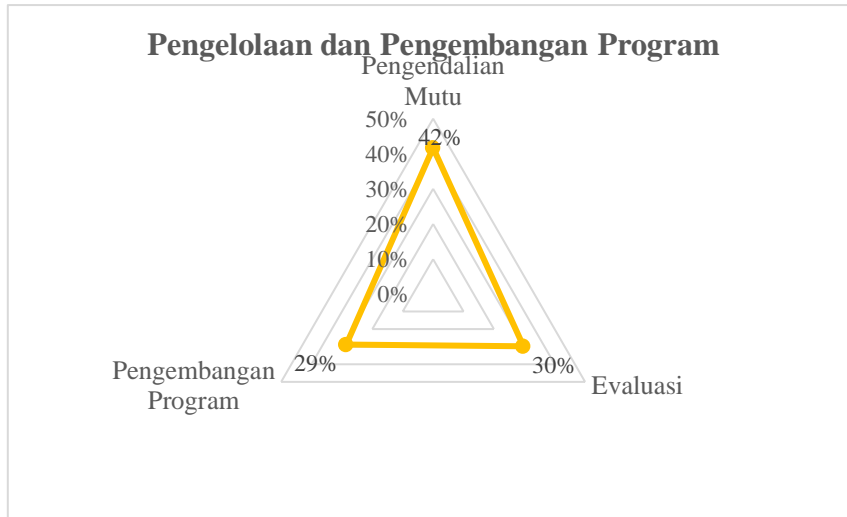 Pengelolaan dan Pengembangan Program
Pengendalian
Mutu
50%
42%
40%
30%
20%
10%
0%
29%
30%
Pengembangan
Program
Evaluasi